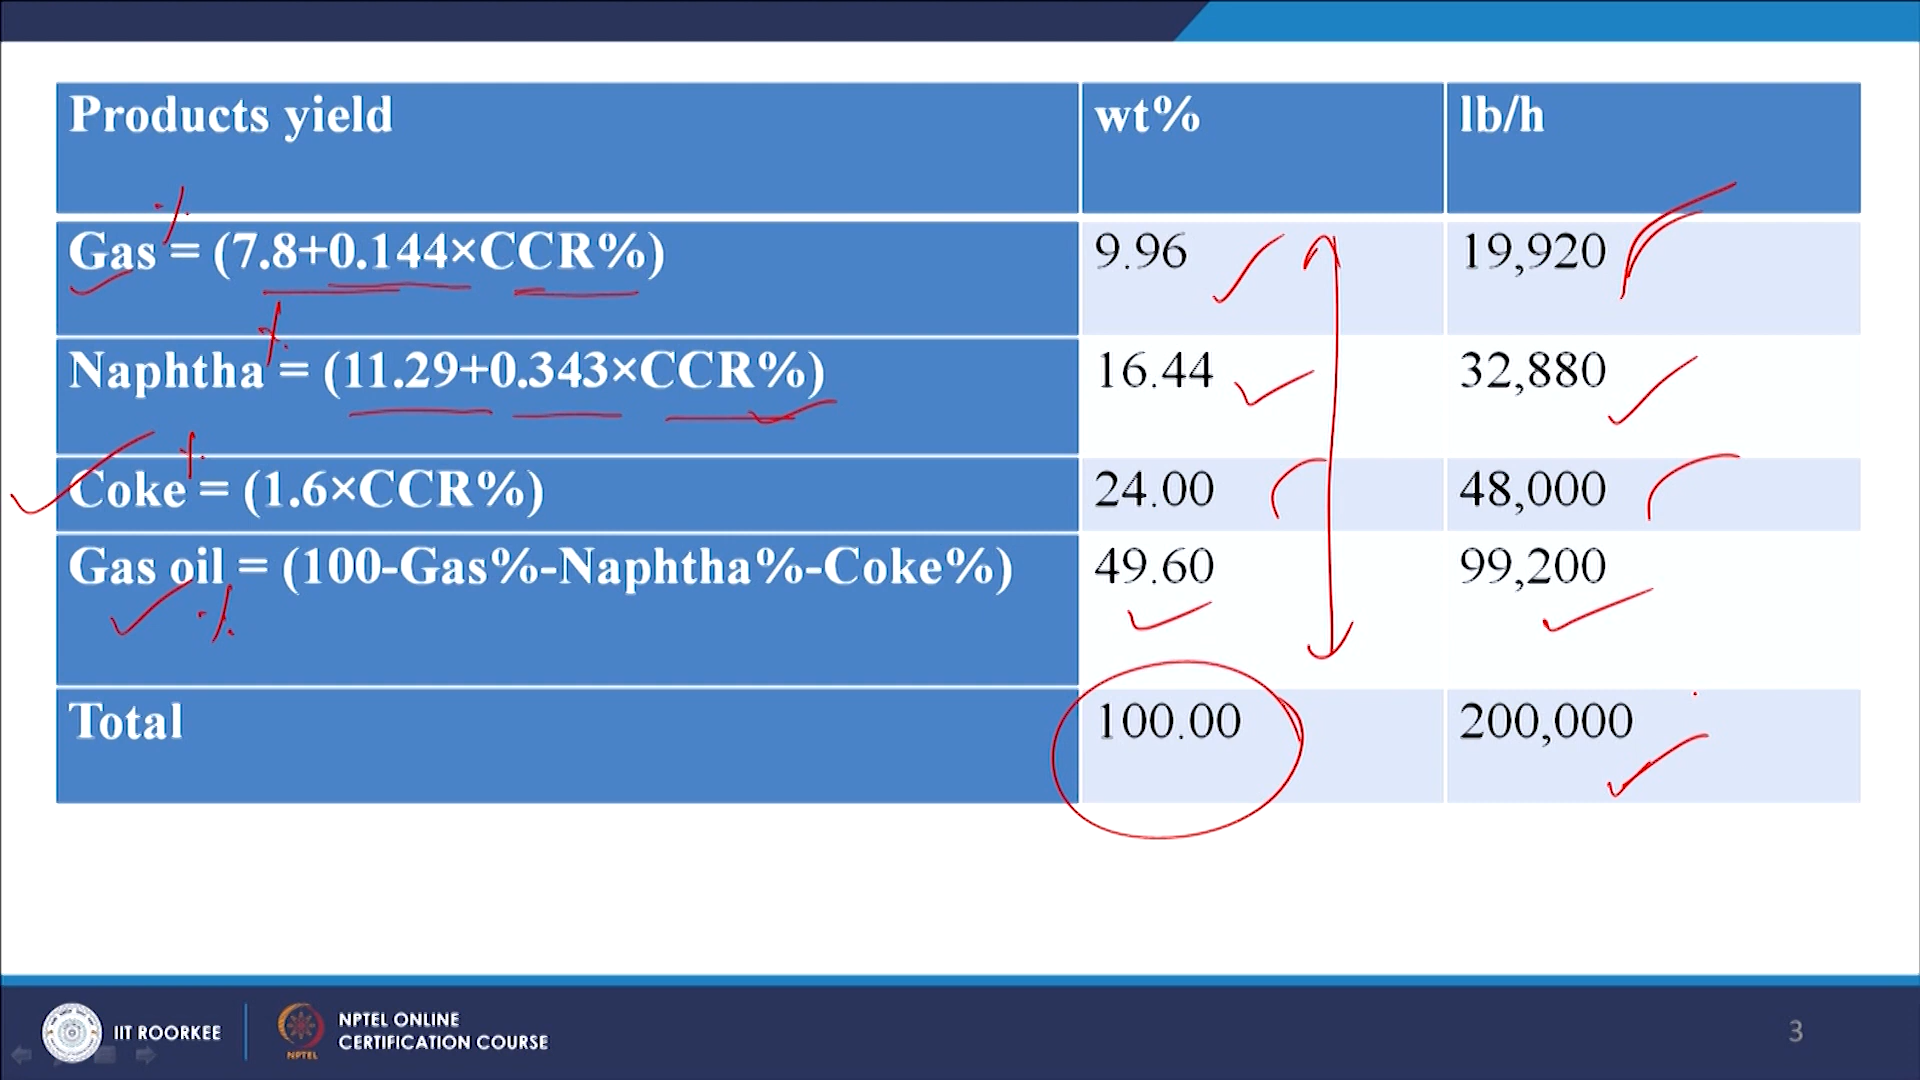 Products yield wt% lb/h
%
Gas = (7.8+0.144×CCR%) 9.96 19,920
%
Naphtha = (11.29+0.343×CCR%) 16.44 32,880
%
Coke = (1.6×CCR%) 24.00 48,000
Gas oil = (100-Gas%-Naphtha%-Coke%) 49.60 99,200
%
Total 100.00 200,000
IIT ROORKEE
NPTEL
NPTEL ONLINE
CERTIFICATION COURSE
3